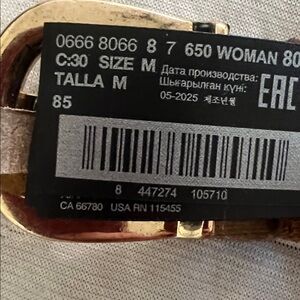 0666 8066 8 7 650 WOMAN 80
C:30 SIZE M Дата производства:
TALLA M Шығарылған күні:
85 05-2025 제조년월
EAC
8 447274 105710
CA 66780 USA RN 115455